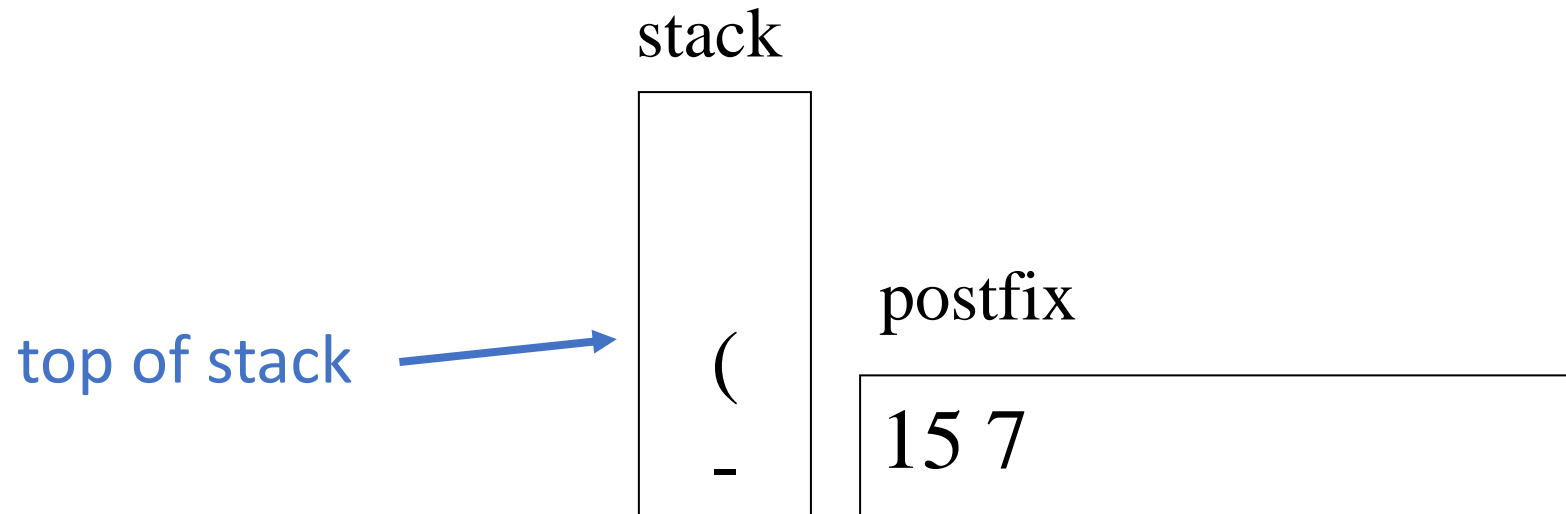 stack
postfix
top of stack
(
15 7
-